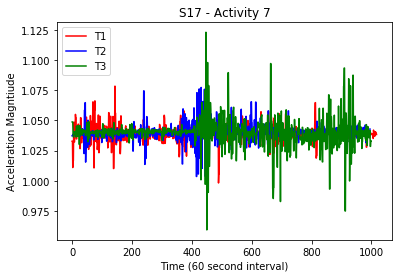 S17 - Activity 7
T1
T2
T3
Acceleration Magntiude
1.125
1.100
1.075
1.050
1.025
1.000
0.975
0
200
400
600
800
1000
Time (60 second interval)